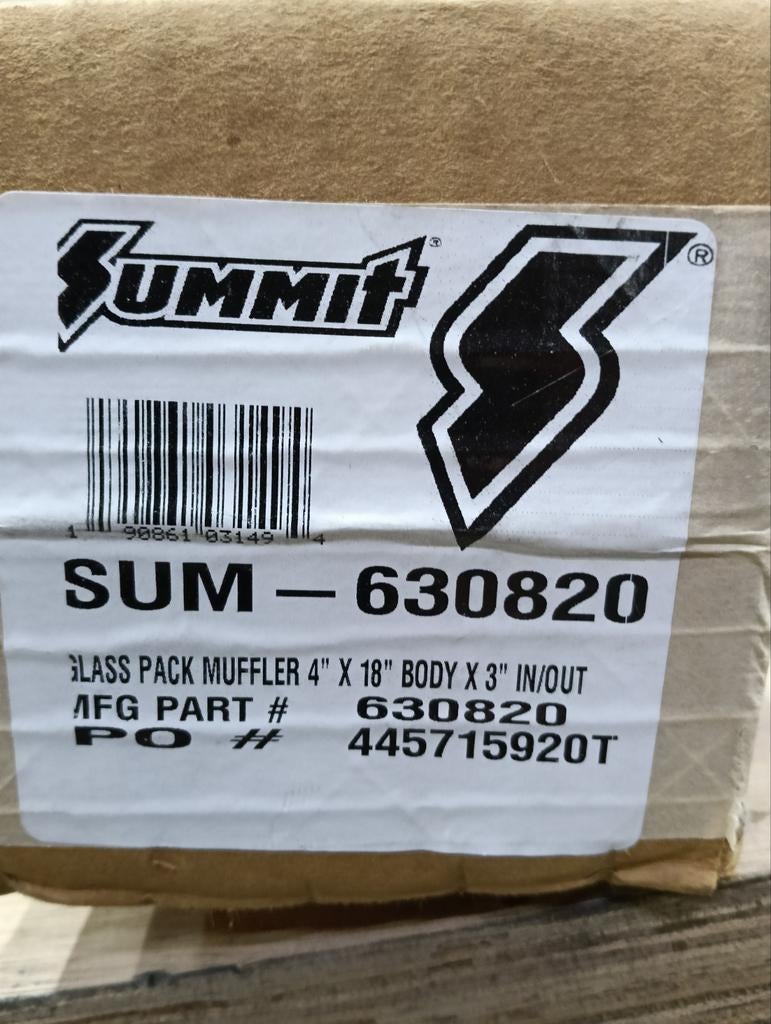 SUMMIT®
®
1 90861 03149 4
SUM-630820
GLASS PACK MUFFLER 4" X 18" BODY X 3" IN/OUT
MFG PART # 630820
PO # 445715920T